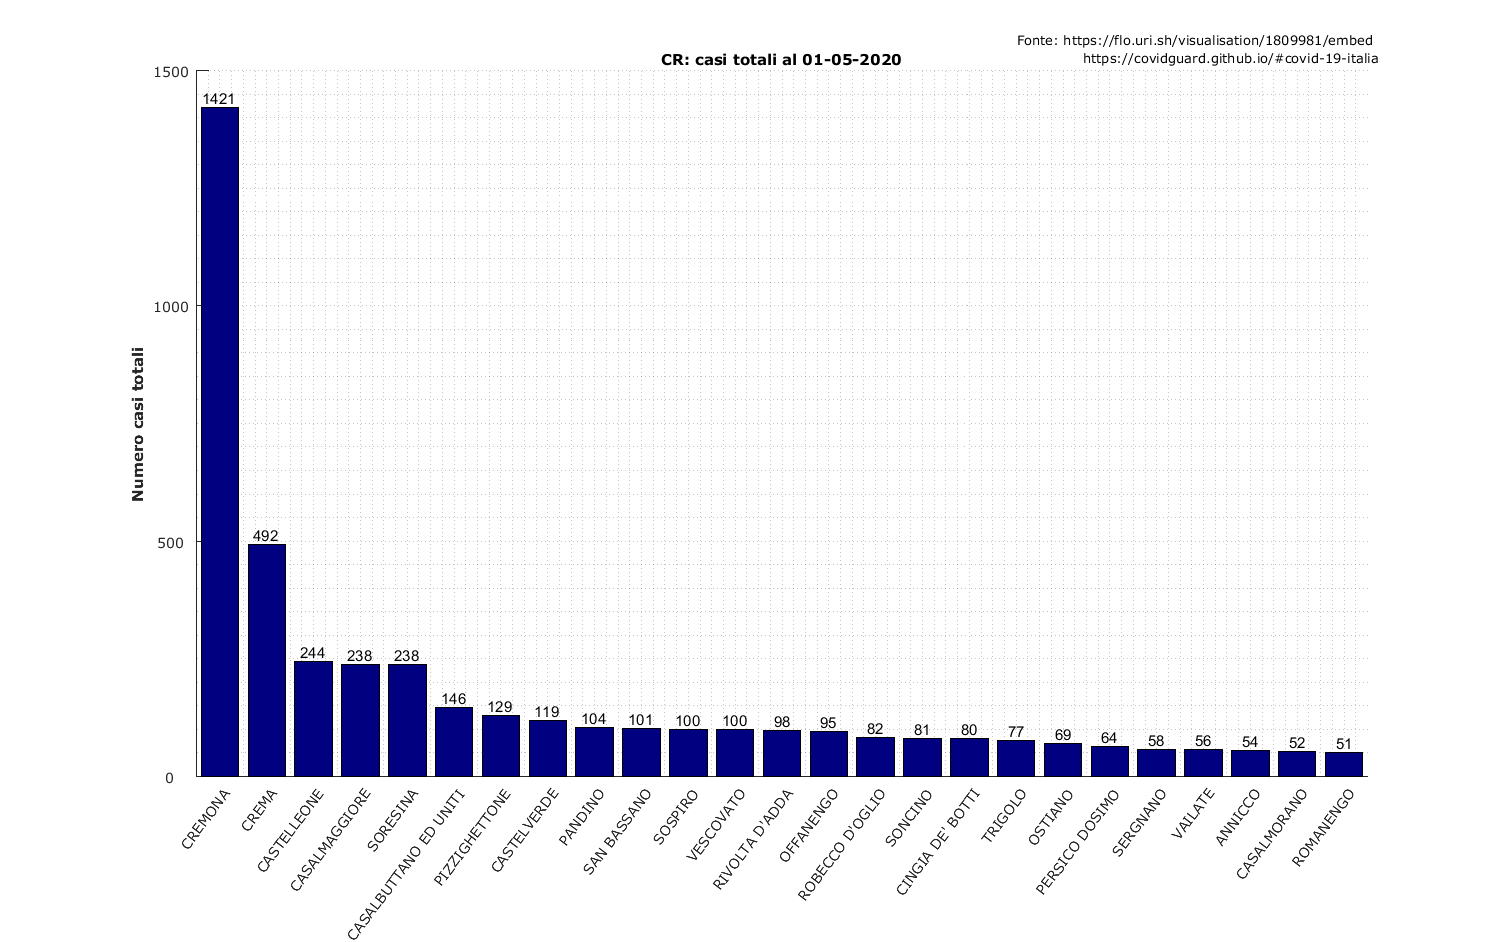 Fonte: https://flo.uri.sh/visualisation/1809981/embed
https://covidguard.github.io/#covid-19-italia
CR: casi totali al 01-05-2020
Numero casi totali
1500
1000
500
0
1421
492
244
238
238
146
129
119
104
101
100
100
98
95
82
81
80
77
69
64
58
56
54
52
51
CREMONA
CREMA
CASTELLEONE
CASALMAGGIORE
SORESINA
CASALBUTTANO ED UNITI
PIZZIGHETTONE
CASTELVERDE
PANDINO
SAN BASSANO
SOSPIRO
VESCOVATO
RIVOLTA D'ADDA
OFFANENGO
ROBECCO D'OGLIO
SONCINO
CINGIA DE' BOTTI
TRIGOLO
OSTIANO
PERSICO DOSIMO
SERGNANO
VAILATE
ANNICCO
CASALMORANO
ROMANENGO